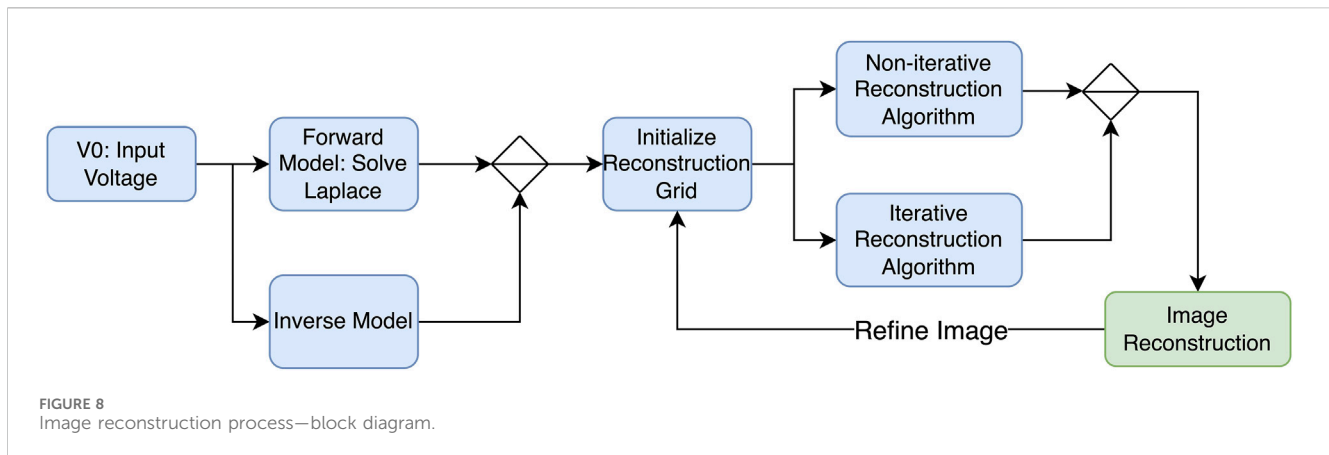 V0: Input
Voltage
Forward
Model: Solve
Laplace
Inverse Model
Initialize
Reconstruction
Grid
Non-iterative
Reconstruction
Algorithm
Iterative
Reconstruction
Algorithm
Image
Reconstruction
Refine Image
FIGURE 8
Image reconstruction process—block diagram.